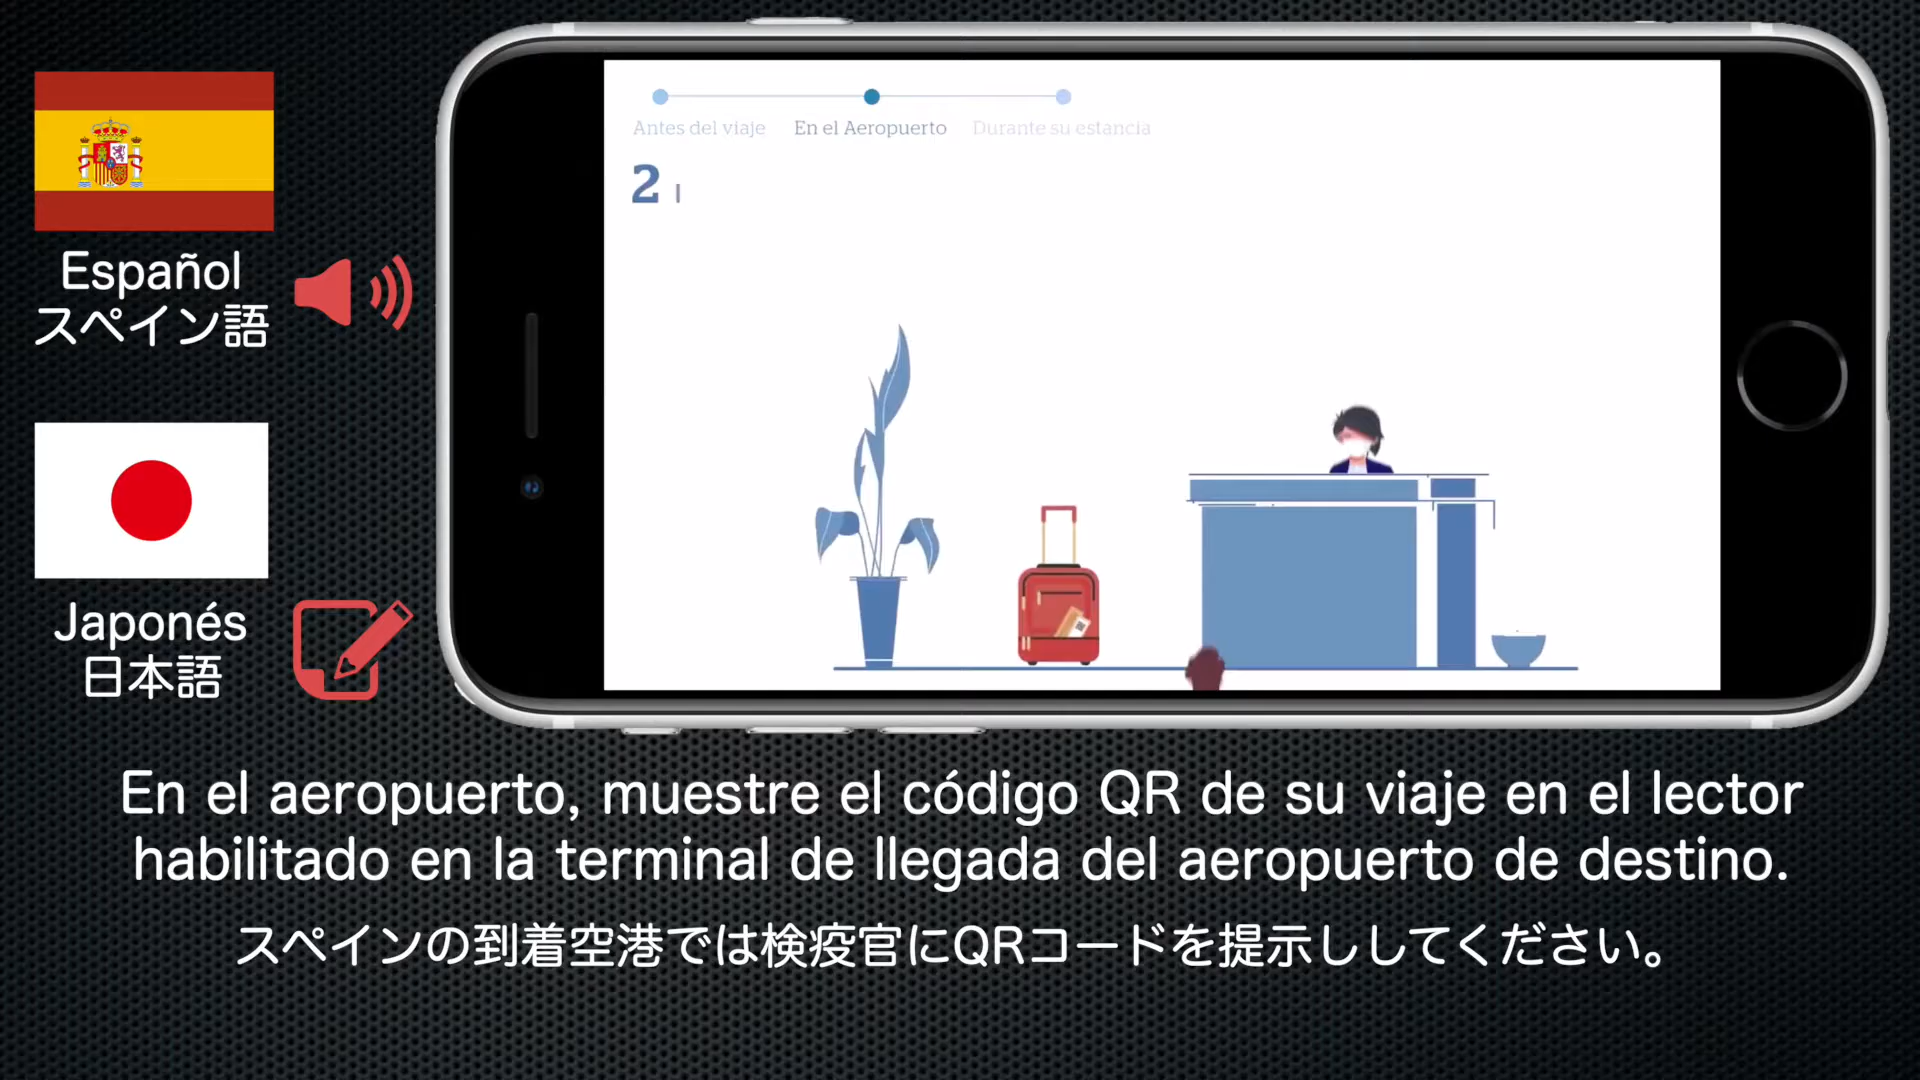 Español
スペイン語
Japonés
日本語
Antes del viaje
En el Aeropuerto
Durante su estancia
2
En el aeropuerto, muestre el código QR de su viaje en el lector
habilitado en la terminal de llegada del aeropuerto de destino.
スペインの到着空港では検疫官にQRコードを提示ししてください。